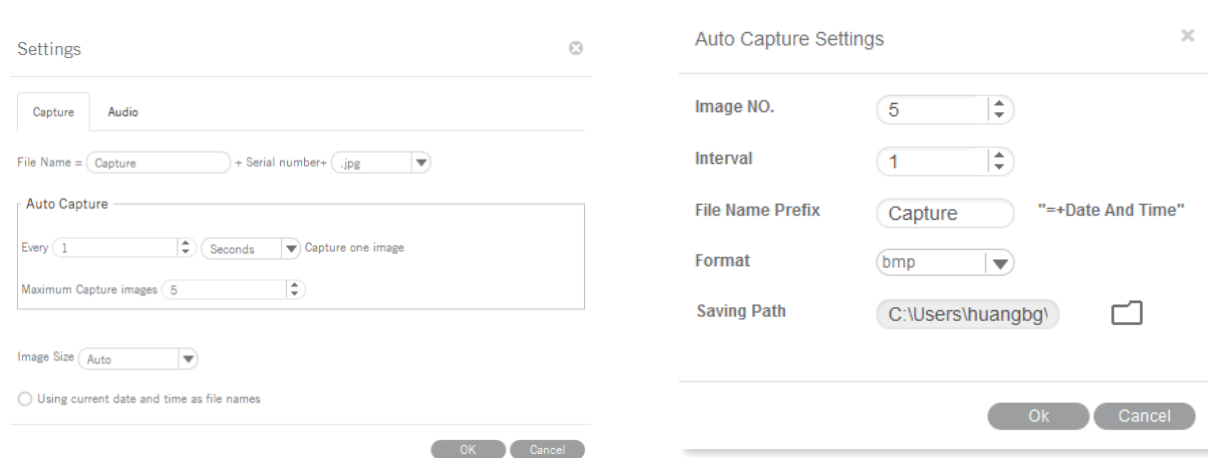 Settings
Capture Audio
File Name = Capture + Serial number+ .jpg
Auto Capture
Every 1 Seconds Capture one image
Maximum Capture images 5
Image Size Auto
Using current date and time as file names
OK Cancel
Auto Capture Settings
Image NO. 5
Interval 1
File Name Prefix Capture "=+Date And Time"
Format bmp
Saving Path C:\Users\huangbg\
Ok Cancel